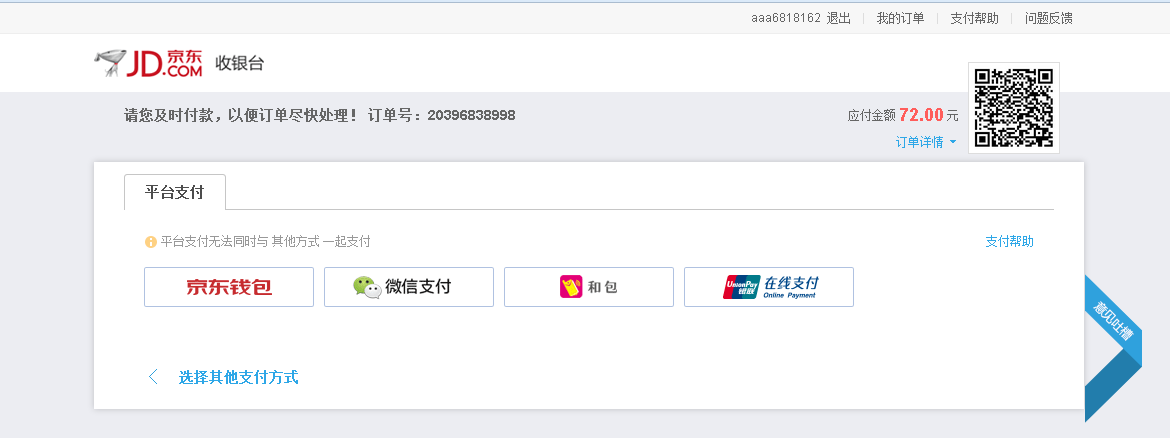 aaa6818162 退出 我的订单 支付帮助 问题反馈
JD.COM 京东 收银台
请您及时付款，以便订单尽快处理！ 订单号：20396838998
应付金额 72.00 元
订单详情
平台支付
平台支付无法同时与 其他方式 一起支付
支付帮助
京东钱包
微信支付
和包
UnionPay 银联 在线支付 Online Payment
意见吐槽
选择其他支付方式